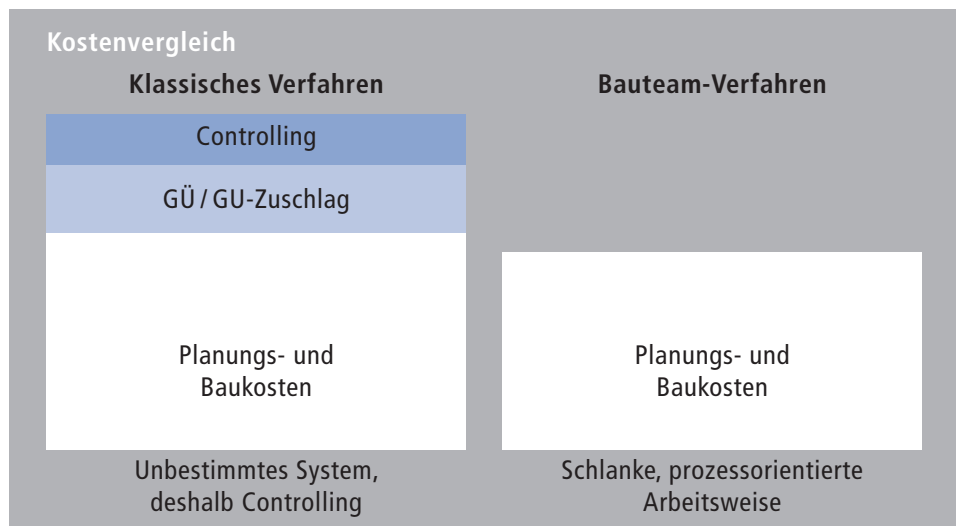 Kostenvergleich
Klassisches Verfahren
Controlling
GÜ / GU-Zuschlag
Planungs- und
Baukosten
Unbestimmtes System,
deshalb Controlling
Bauteam-Verfahren
Planungs- und
Baukosten
Schlanke, prozessorientierte
Arbeitsweise